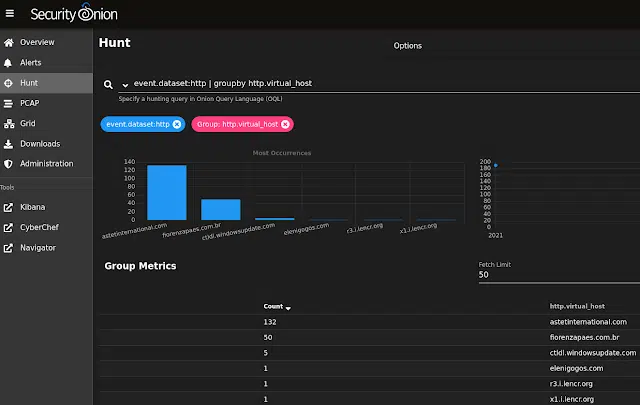 Security Onion
Hunt
Options
Overview
Alerts
Hunt
PCAP
Grid
Downloads
Administration
Tools
Kibana
CyberChef
Navigator
event.dataset:http | groupby http.virtual_host
Specify a hunting query in Onion Query Language (OQL)
event.dataset:http
Group: http.virtual_host
Most Occurrences
140
120
100
80
60
40
20
0
astetinternational.com
fiorenzapaes.com.br
ctldl.windowsupdate.com
elenigogos.com
r3.i.lencr.org
x1.i.lencr.org
200
180
160
140
120
100
80
60
40
20
0
2021
Group Metrics
Fetch Limit
50
Count http.virtual_host
132 astetinternational.com
50 fiorenzapaes.com.br
5 ctldl.windowsupdate.com
1 elenigogos.com
1 r3.i.lencr.org
1 x1.i.lencr.org